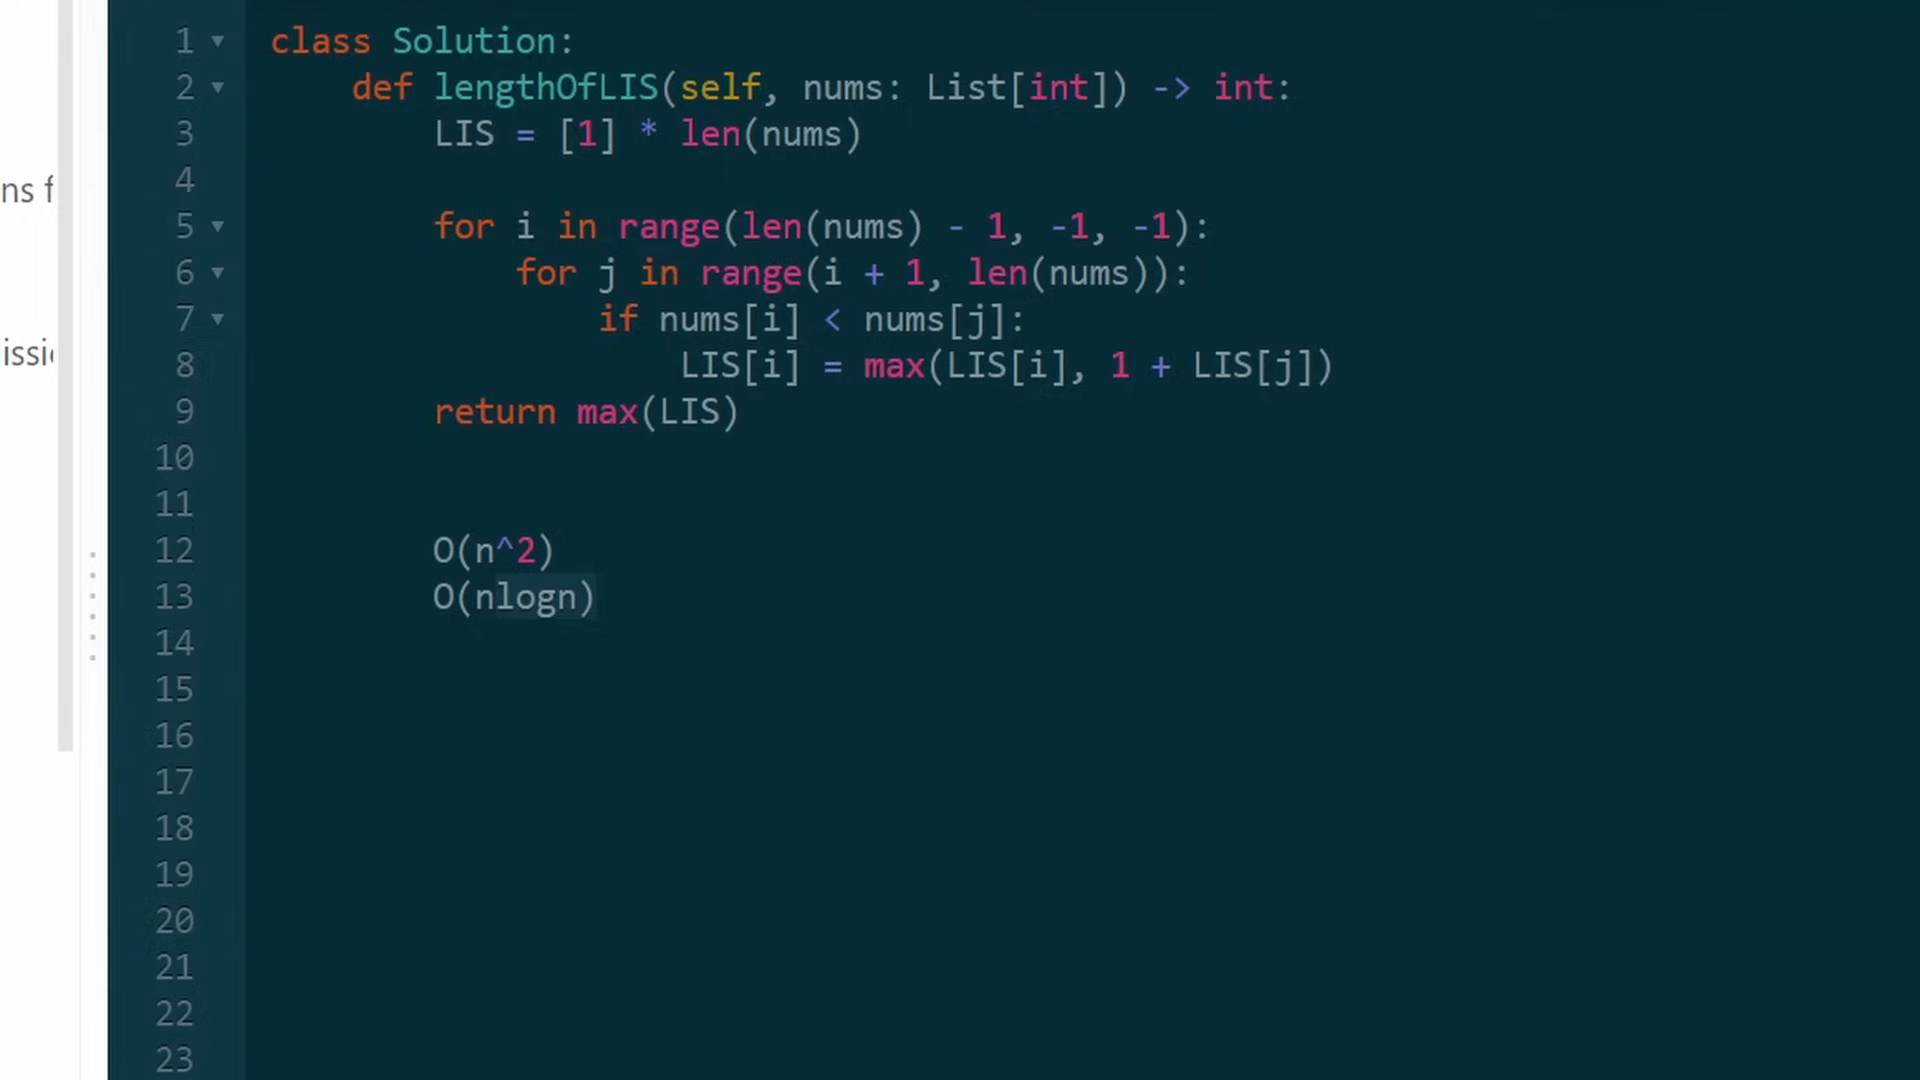 ns f
issi
1 class Solution:
2 def lengthOfLIS(self, nums: List[int]) -> int:
3 LIS = [1] * len(nums)
4
5 for i in range(len(nums) - 1, -1, -1):
6 for j in range(i + 1, len(nums)):
7 if nums[i] < nums[j]:
8 LIS[i] = max(LIS[i], 1 + LIS[j])
9 return max(LIS)
10
11
12 O(n^2)
13 O(nlogn)
14
15
16
17
18
19
20
21
22
23